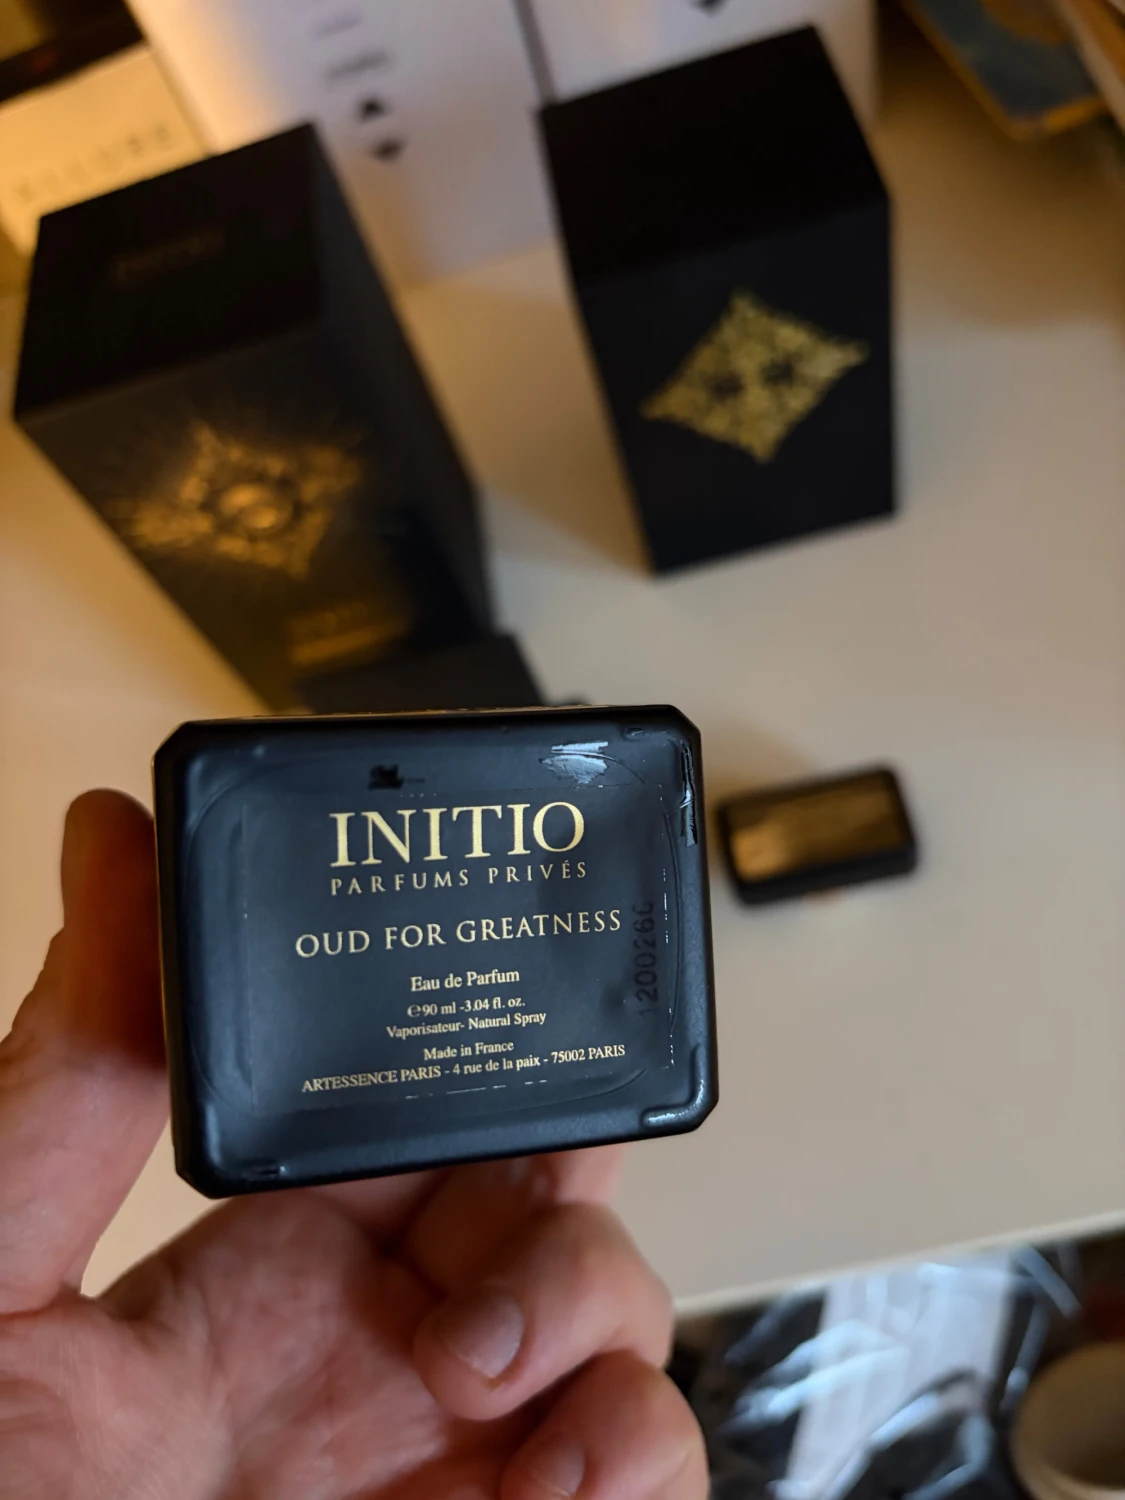 INITIO
PARFUMS PRIVÉS
OUD FOR GREATNESS
Eau de Parfum
℮90 ml -3.04 fl. oz.
Vaporisateur- Natural Spray
Made in France
ARTESSENCE PARIS - 4 rue de la paix - 75002 PARIS